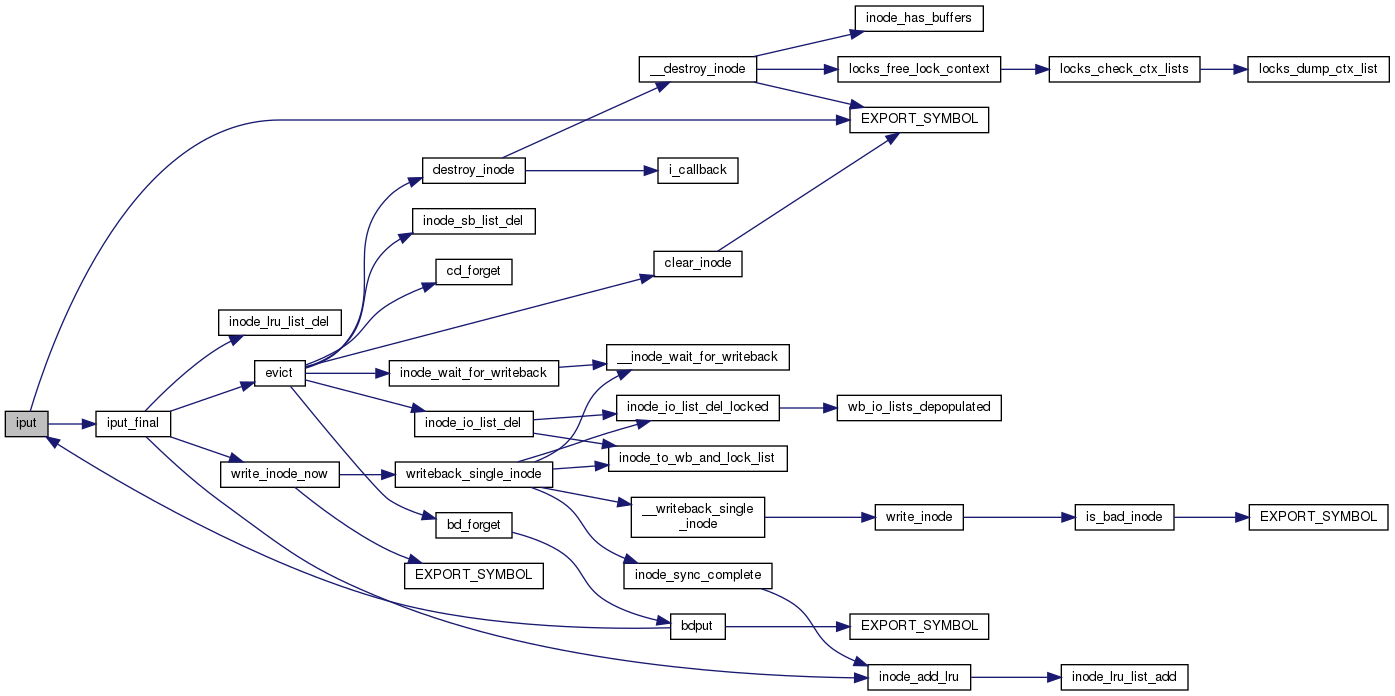 inode_has_buffers
__destroy_inode
locks_free_lock_context
locks_check_ctx_lists
locks_dump_ctx_list
EXPORT_SYMBOL
destroy_inode
i_callback
inode_sb_list_del
clear_inode
cd_forget
inode_lru_list_del
__inode_wait_for_writeback
evict
inode_wait_for_writeback
inode_io_list_del_locked
wb_io_lists_depopulated
iput
iput_final
inode_io_list_del
inode_to_wb_and_lock_list
write_inode_now
writeback_single_inode
__writeback_single
_inode
write_inode
is_bad_inode
EXPORT_SYMBOL
bd_forget
EXPORT_SYMBOL
inode_sync_complete
bdput
EXPORT_SYMBOL
inode_add_lru
inode_lru_list_add